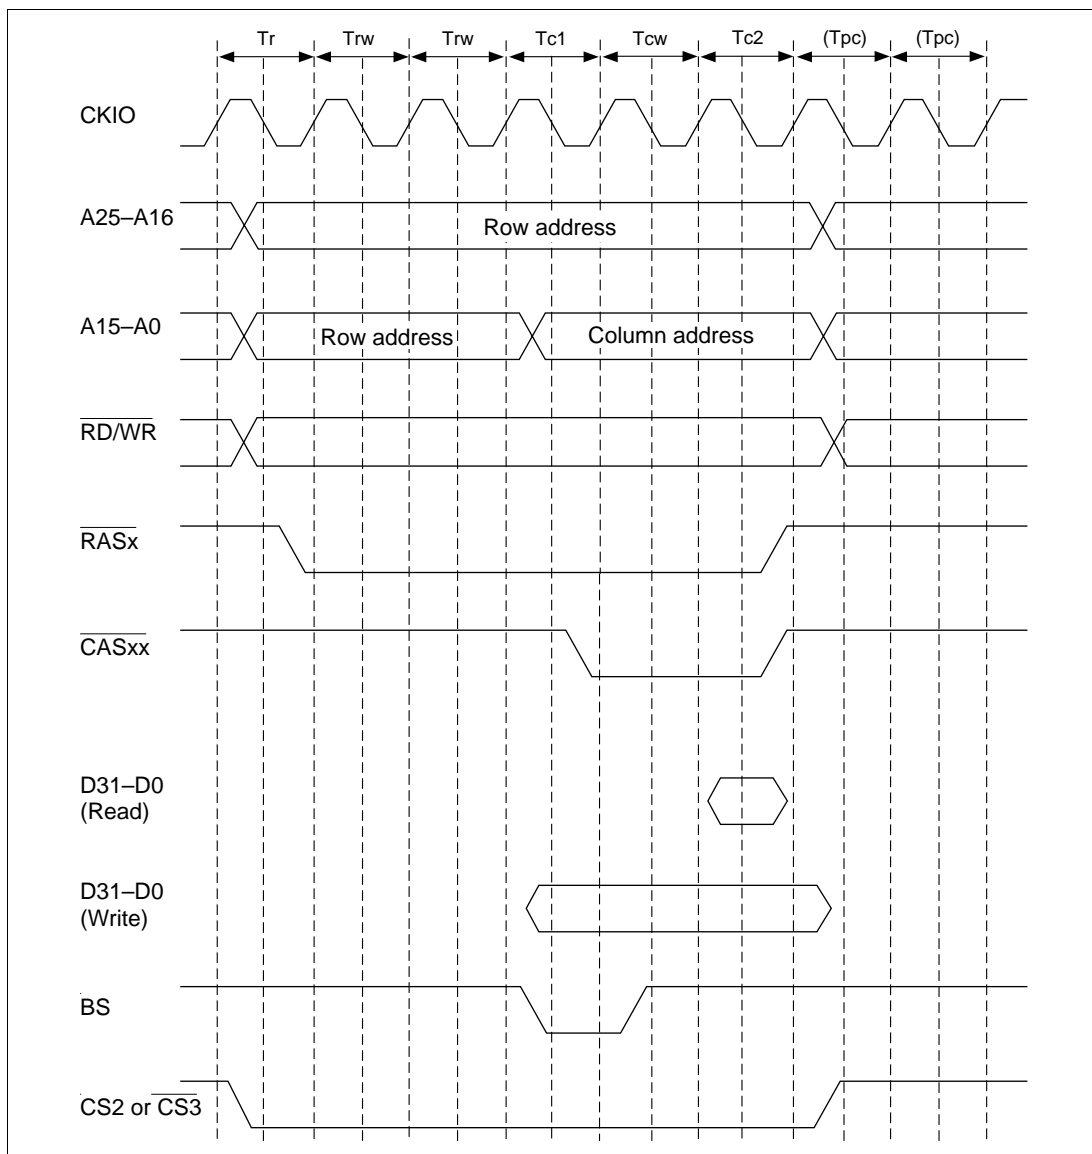 Tr Trw Trw Tc1 Tcw Tc2 (Tpc) (Tpc)
CKIO
A25–A16
Row address
A15–A0
Row address Column address
RD/WR
RASx
CASxx
D31–D0
(Read)
D31–D0
(Write)
BS
CS2 or CS3